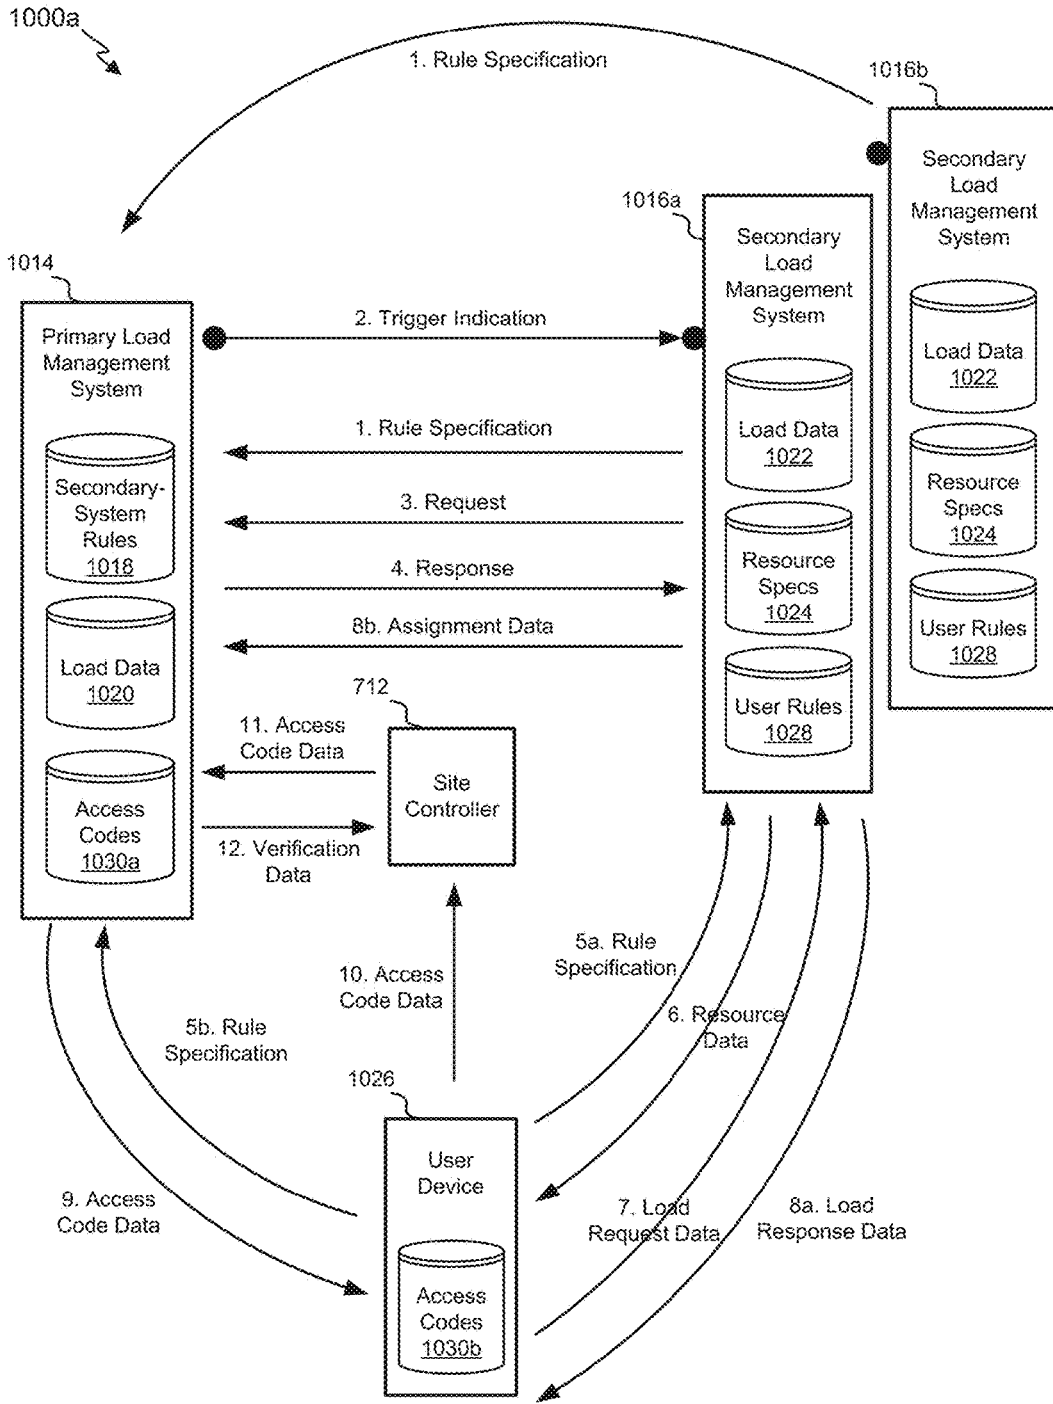 1000a
1. Rule Specification
1016b
Secondary
Load
Management
System
Load Data
1022
Resource
Specs
1024
User Rules
1028
1016a
Secondary
Load
Management
System
Load Data
1022
Resource
Specs
1024
User Rules
1028
1014
Primary Load
Management
System
Secondary-
System
Rules
1018
Load Data
1020
Access
Codes
1030a
2. Trigger Indication
1. Rule Specification
3. Request
4. Response
8b. Assignment Data
712
Site
Controller
11. Access
Code Data
12. Verification
Data
10. Access
Code Data
5a. Rule
Specification
6. Resource
Data
5b. Rule
Specification
1026
User
Device
Access
Codes
1030b
9. Access
Code Data
7. Load
Request Data
8a. Load
Response Data